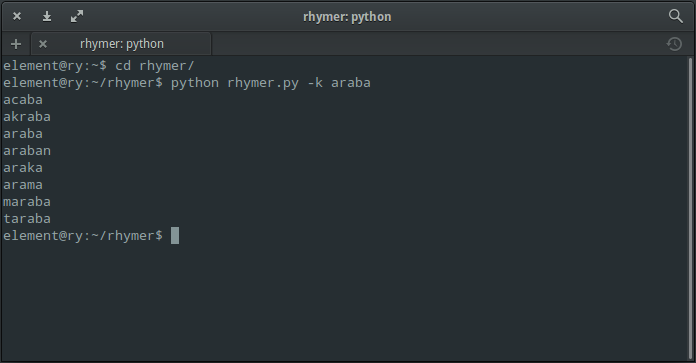 rhymer: python
rhymer: python
element@ry:~$ cd rhymer/
element@ry:~/rhymer$ python rhymer.py -k araba
acaba
akraba
araba
araban
araka
arama
maraba
taraba
element@ry:~/rhymer$